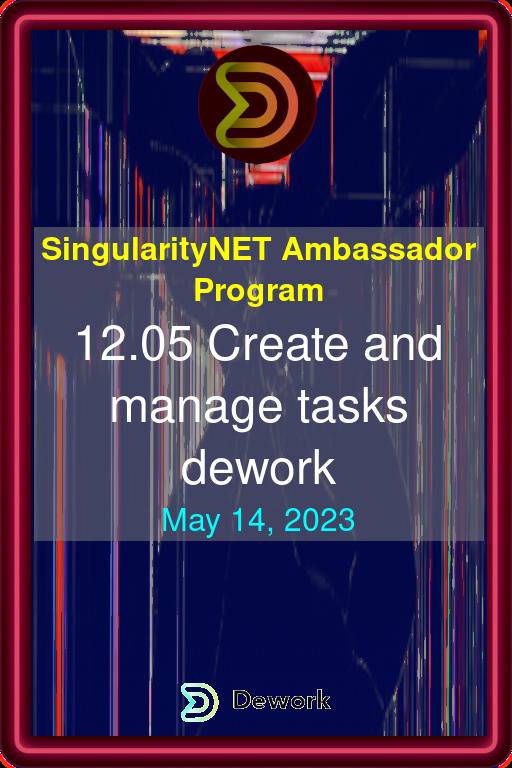 SingularityNET Ambassador
Program
12.05 Create and
manage tasks
dework
May 14, 2023
Dework